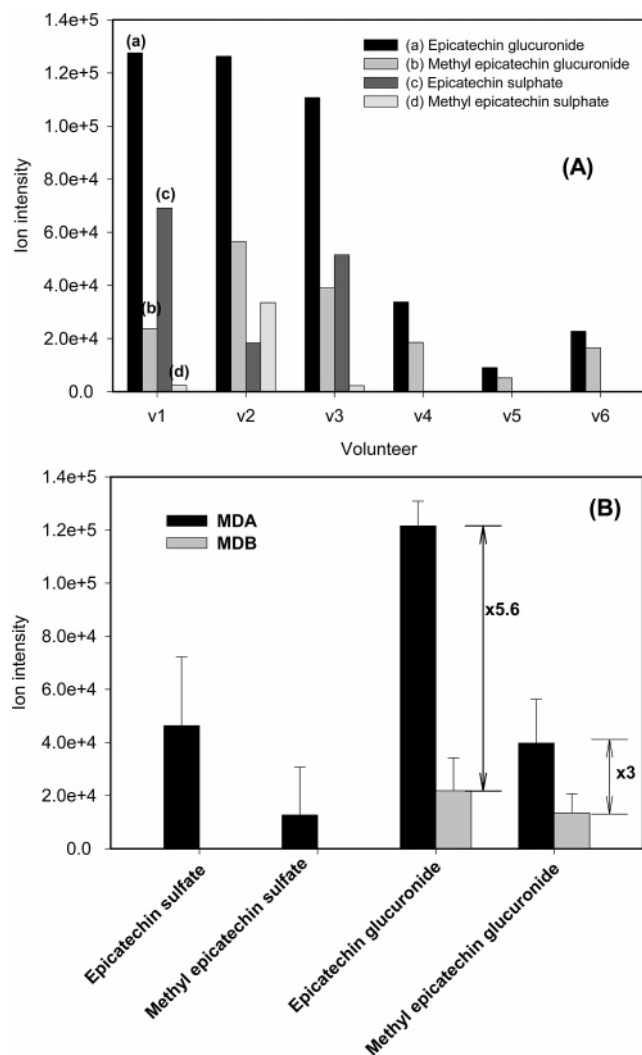 1.4e+5
1.2e+5
1.0e+5
8.0e+4
6.0e+4
4.0e+4
2.0e+4
0.0
Ion intensity
(a)
(b)
(c)
(d)
(a) Epicatechin glucuronide
(b) Methyl epicatechin glucuronide
(c) Epicatechin sulphate
(d) Methyl epicatechin sulphate
(A)
v1 v2 v3 v4 v5 v6
Volunteer
1.4e+5
1.2e+5
1.0e+5
8.0e+4
6.0e+4
4.0e+4
2.0e+4
0.0
Ion intensity
MDA
MDB
(B)
x5.6
x3
Epicatechin sulfate
Methyl epicatechin sulfate
Epicatechin glucuronide
Methyl epicatechin glucuronide